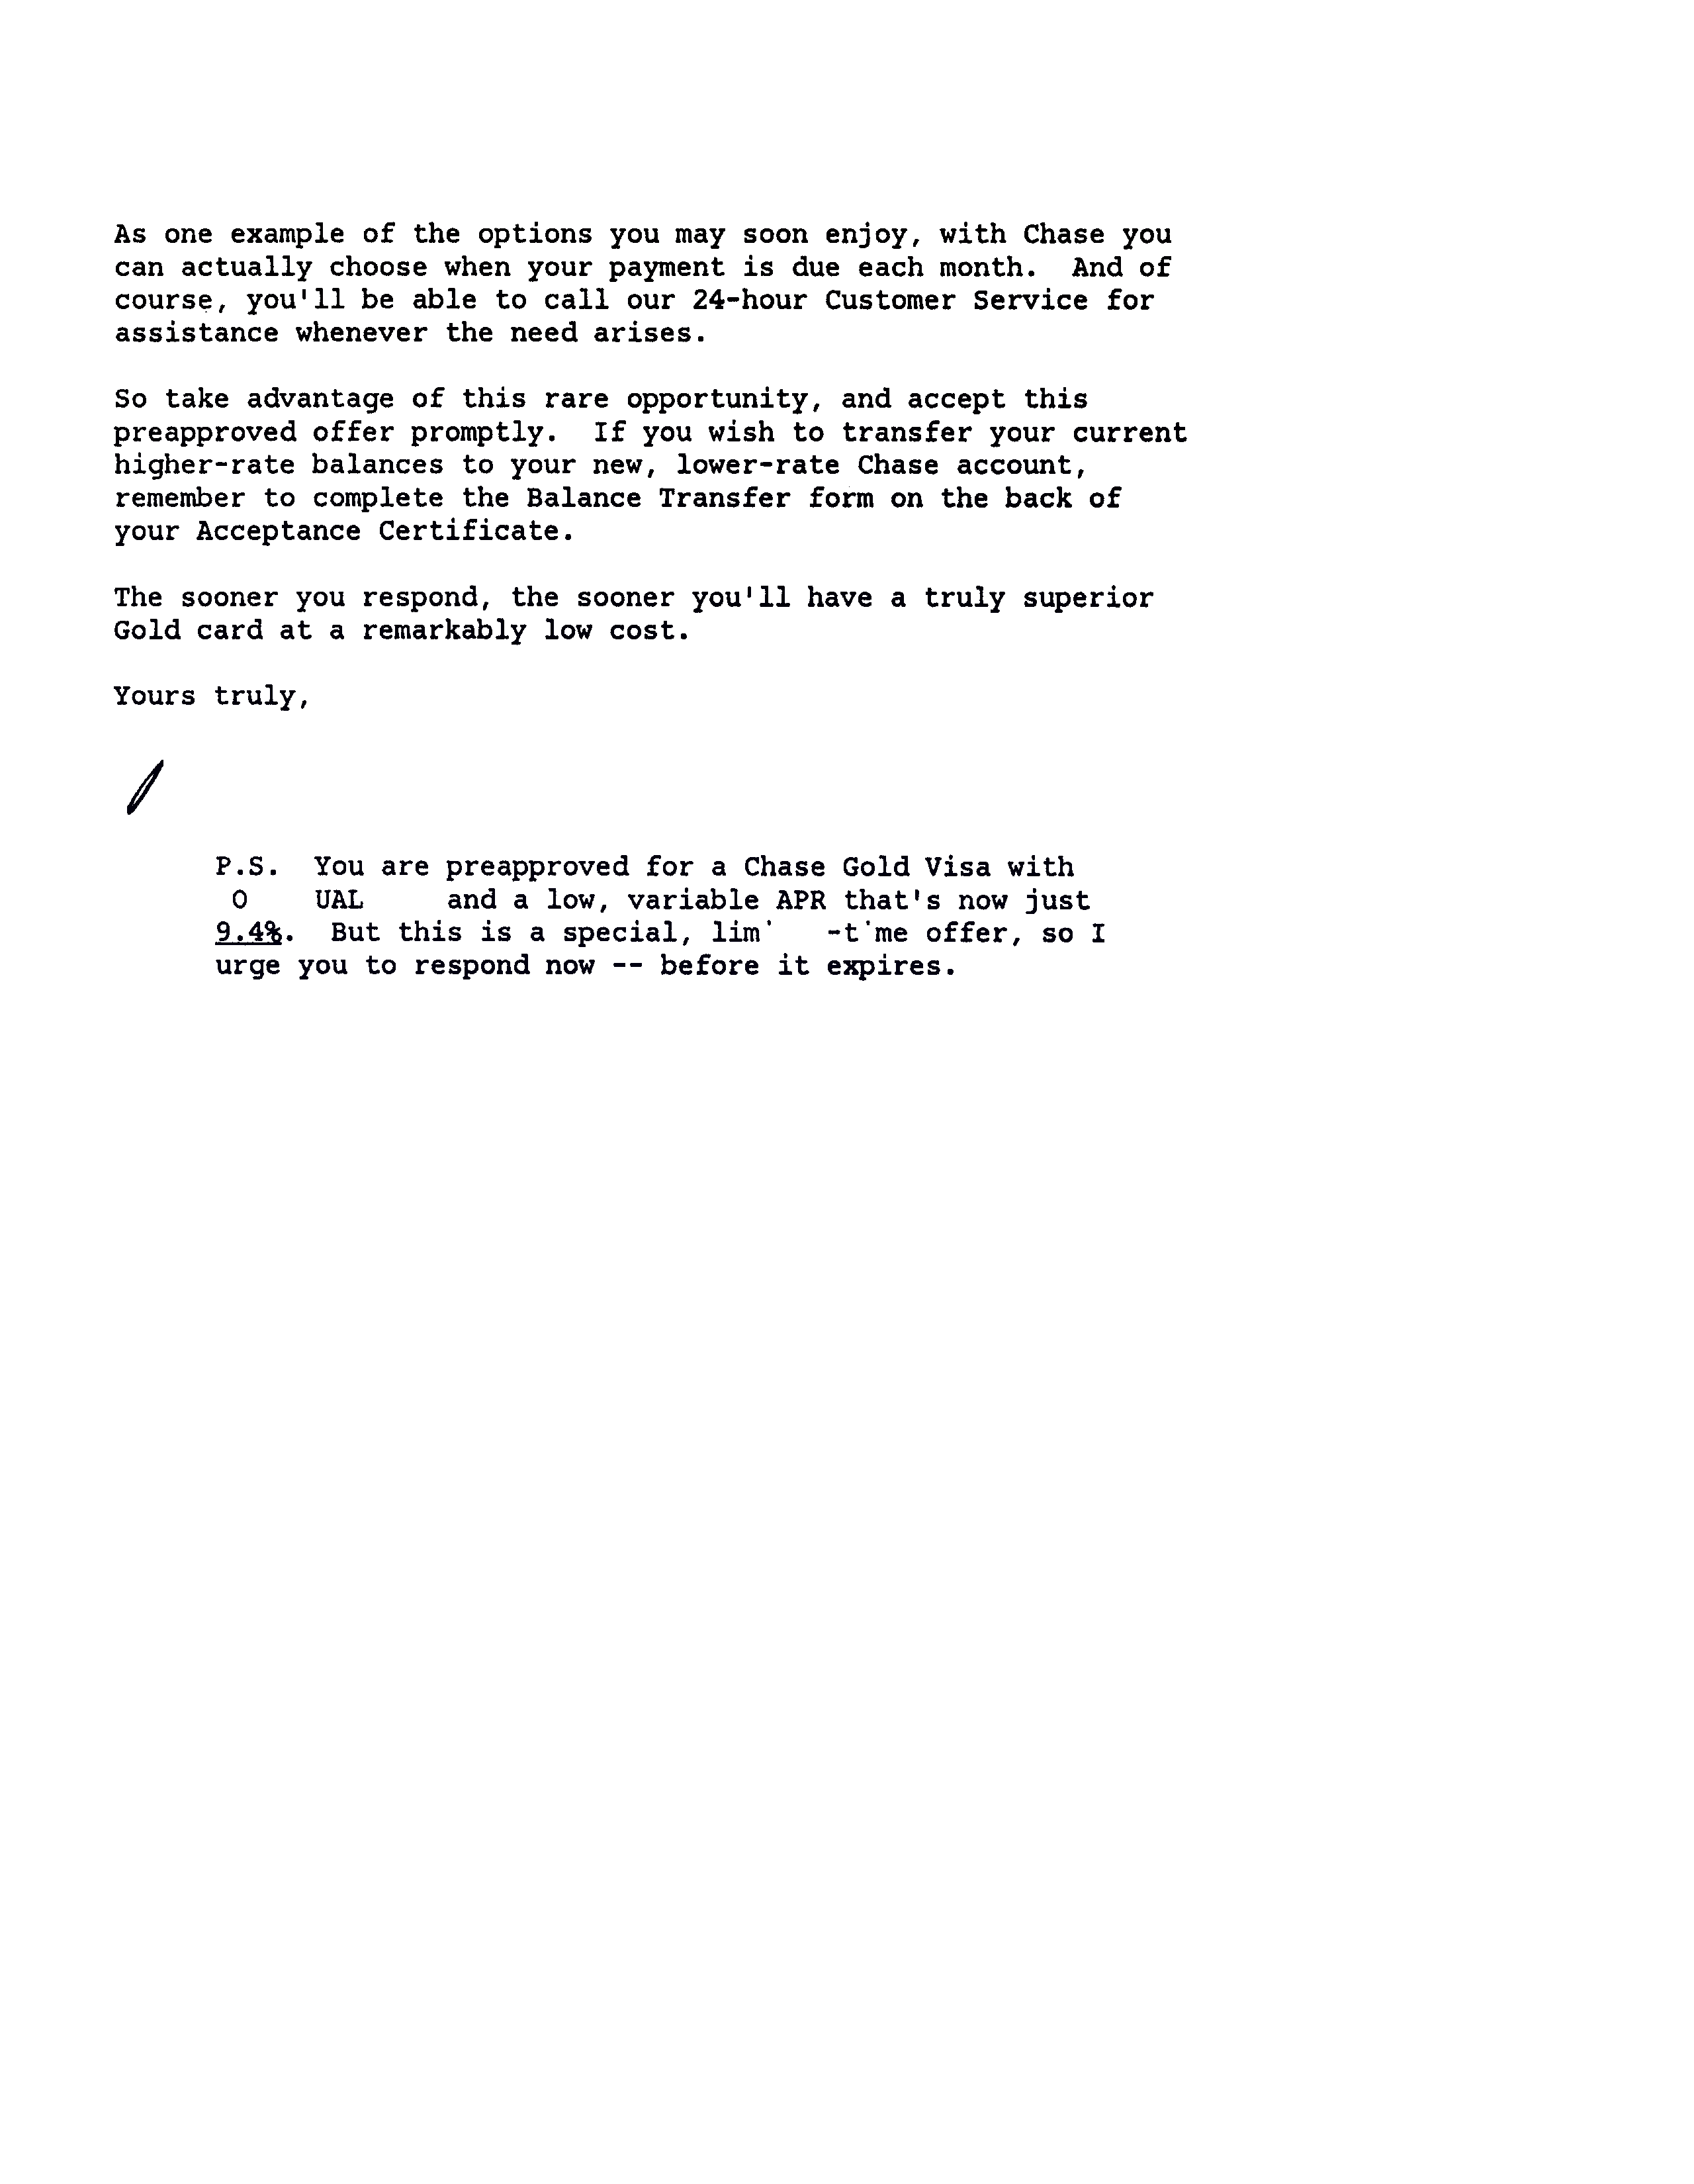 As one example of the options you may soon enjoy, with Chase you
can actually choose when your payment is due each month. And of
course, you'll be able to call our 24-hour Customer Service for
assistance whenever the need arises.
So take advantage of this rare opportunity, and accept this
preapproved offer promptly. If you wish to transfer your current
higher-rate balances to your new, lower-rate Chase account,
remember to complete the Balance Transfer form on the back of
your Acceptance Certificate.
The sooner you respond, the sooner you'll have a truly superior
Gold card at a remarkably low cost.
Yours truly,
P.S. You are preapproved for a Chase Gold Visa with
O UAL and a low, variable APR that's now just
9.4%. But this is a special, offer, so I
urge you to respond now -- before it expires.